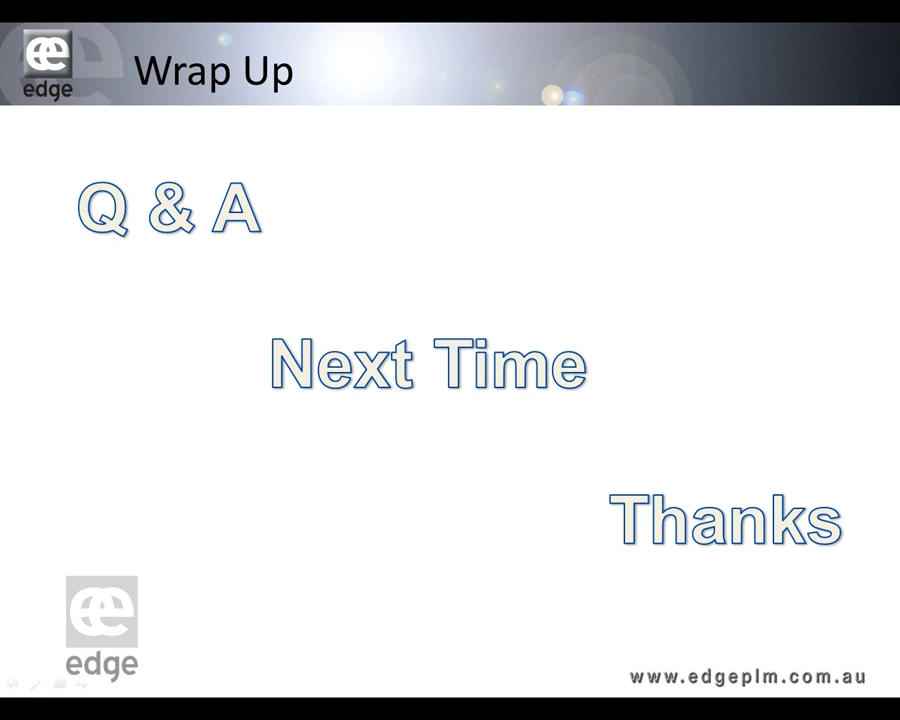 edge
Wrap Up
Q & A
Next Time
Thanks
edge
www.edgeplm.com.au